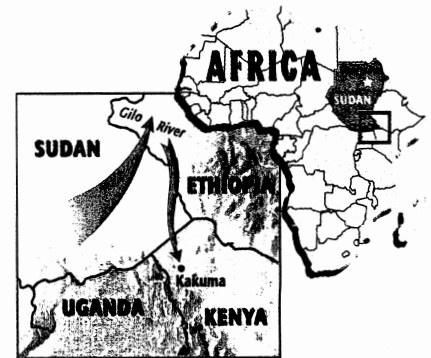 AFRICA
SUDAN
Gilo River
SUDAN
ETHIOPIA
Kakuma
UGANDA
KENYA